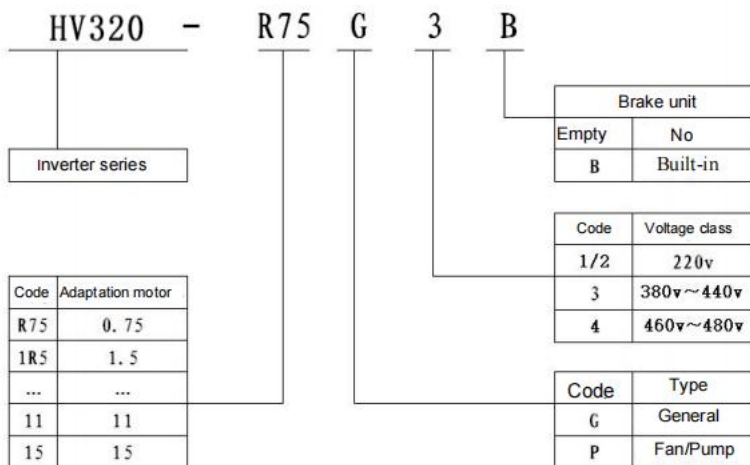 HV320 - R75 G 3 B
Brake unit
Empty No
B Built-in
Inverter series
Code Voltage class
1/2 220v
3 380v~440v
4 460v~480v
Code Adaptation motor
R75 0.75
1R5 1.5
... ...
11 11
15 15
Code Type
G General
P Fan/Pump